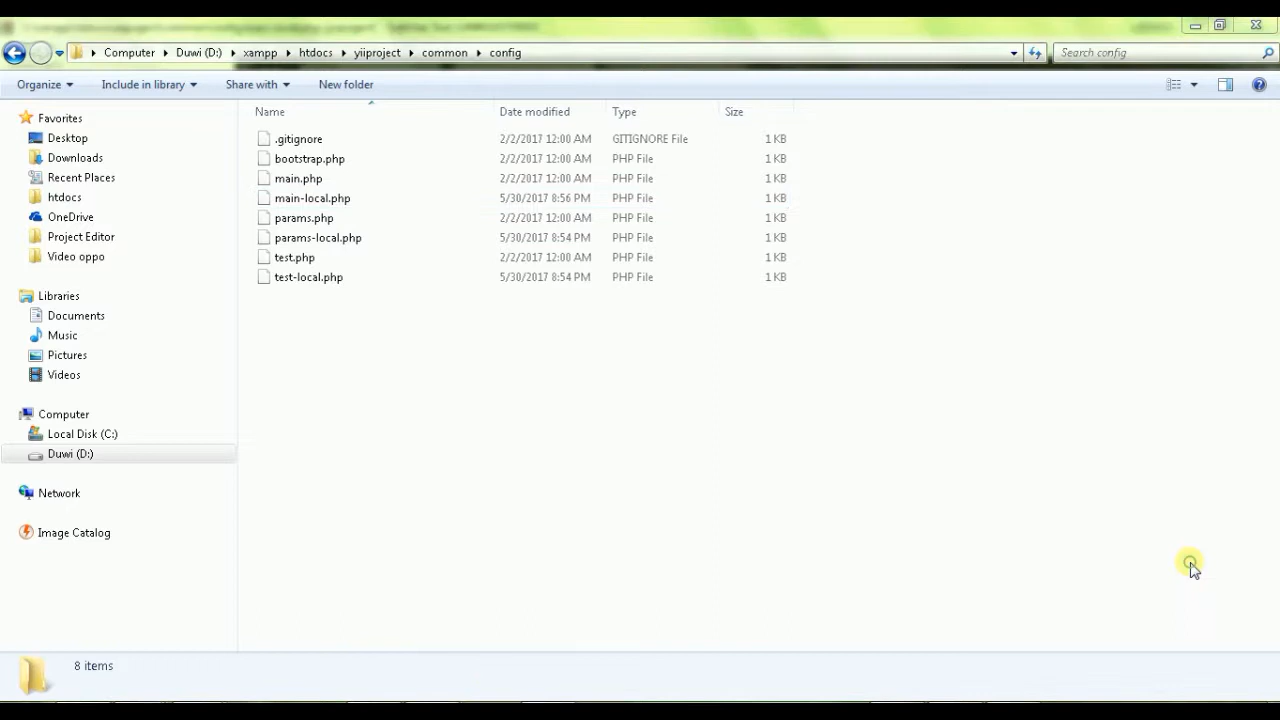 Computer Duwi (D:) xampp htdocs yiiproject common config Search config
Organize Include in library Share with New folder
Name Date modified Type Size
Favorites
Desktop
Downloads
Recent Places
htdocs
OneDrive
Project Editor
Video oppo
Libraries
Documents
Music
Pictures
Videos
Computer
Local Disk (C:)
Duwi (D:)
Network
Image Catalog
.gitignore 2/2/2017 12:00 AM GITIGNORE File 1 KB
bootstrap.php 2/2/2017 12:00 AM PHP File 1 KB
main.php 2/2/2017 12:00 AM PHP File 1 KB
main-local.php 5/30/2017 8:56 PM PHP File 1 KB
params.php 2/2/2017 12:00 AM PHP File 1 KB
params-local.php 5/30/2017 8:54 PM PHP File 1 KB
test.php 2/2/2017 12:00 AM PHP File 1 KB
test-local.php 5/30/2017 8:54 PM PHP File 1 KB
8 items